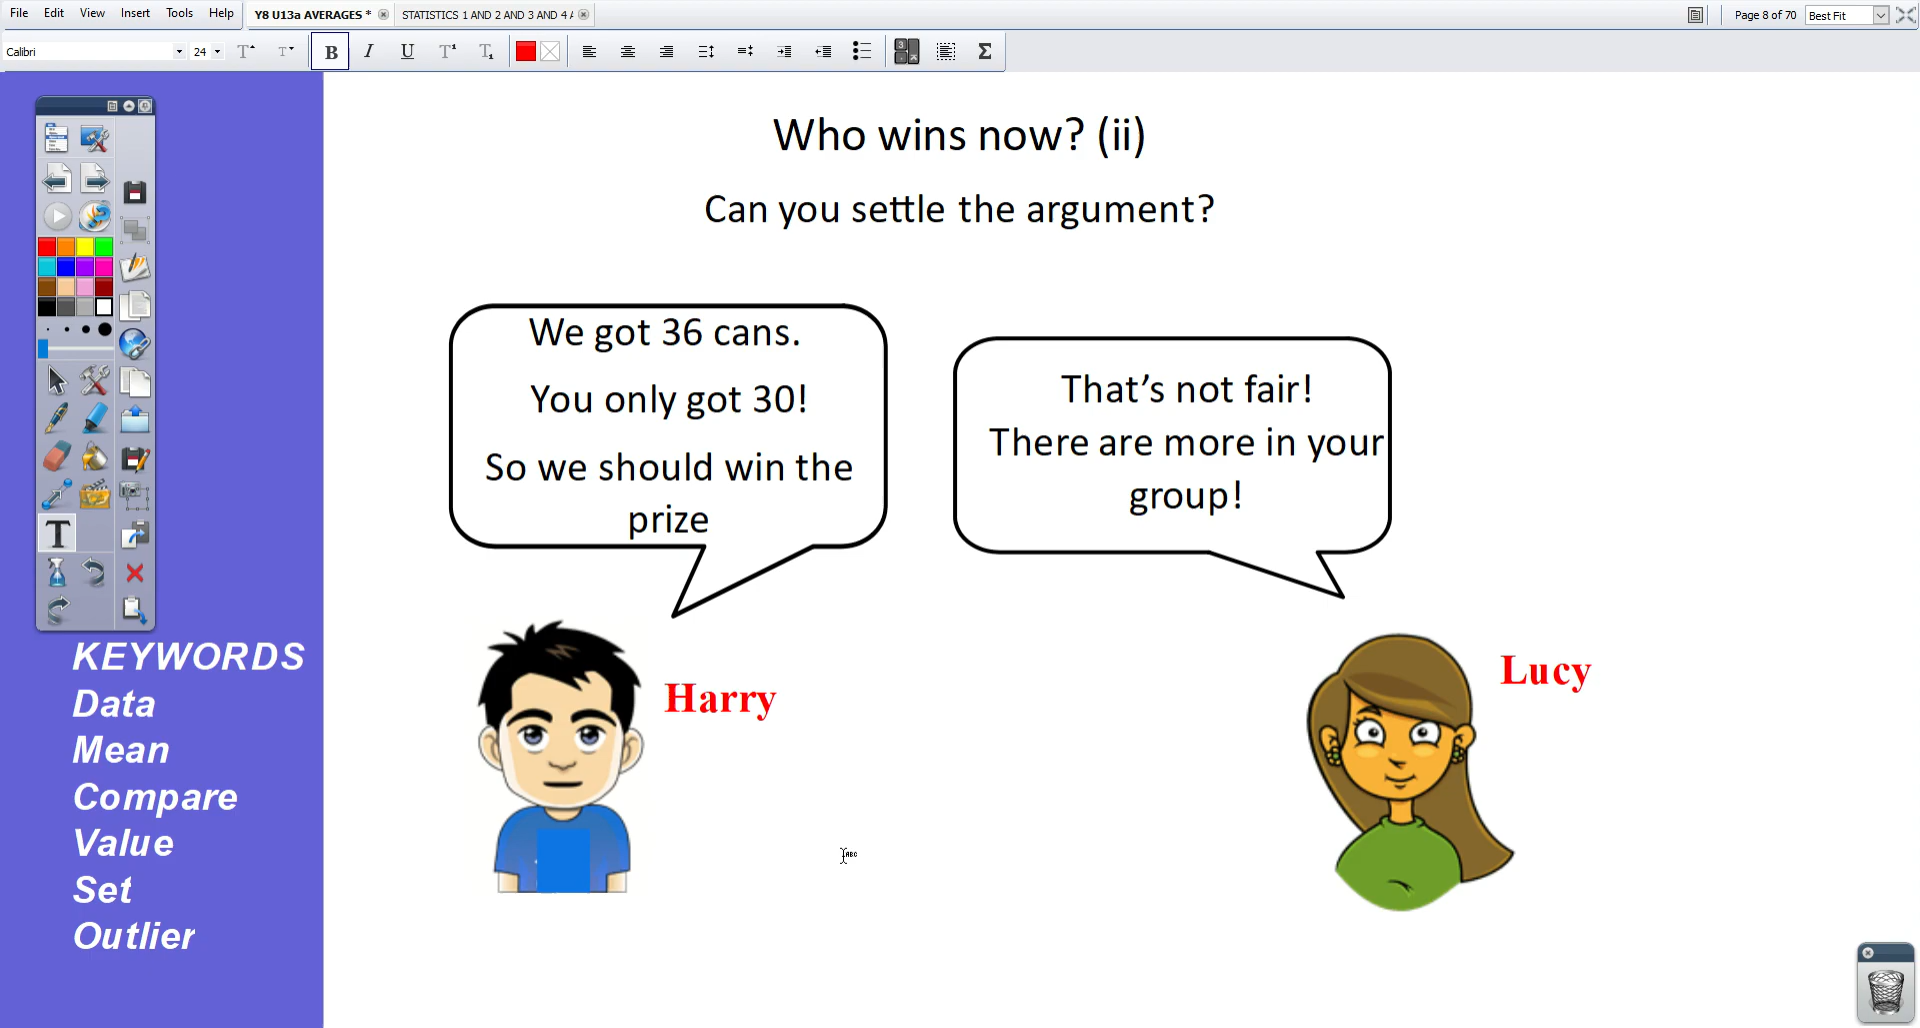 File Edit View Insert Tools Help
Y8 U13a AVERAGES *
STATISTICS 1 AND 2 AND 3 AND 4 A
Page 8 of 70
Best Fit
Calibri
24
B I U T¹ T₁
Who wins now? (ii)
Can you settle the argument?
We got 36 cans.
You only got 30!
So we should win the
prize
That’s not fair!
There are more in your
group!
Harry
Lucy
KEYWORDS
Data
Mean
Compare
Value
Set
Outlier
T
ABC